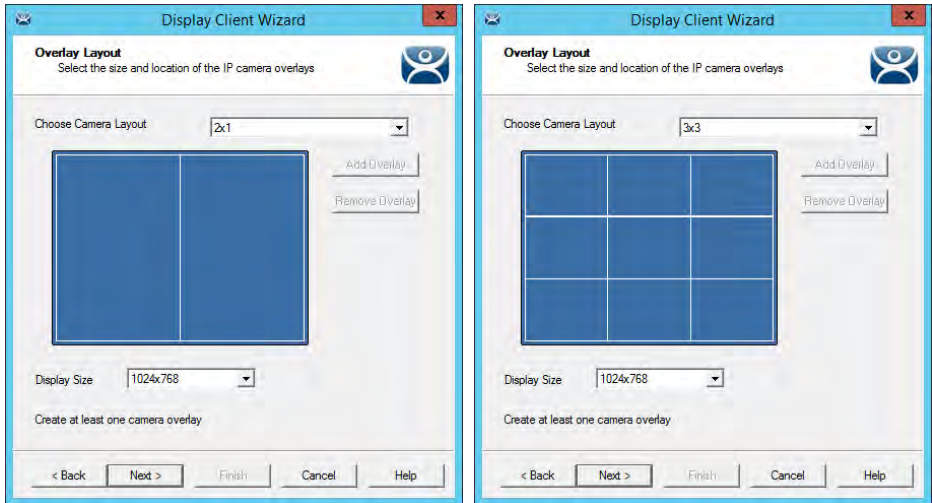 Display Client Wizard
x
Overlay Layout
Select the size and location of the IP camera overlays
Choose Camera Layout
2x1
Add Overlay
Remove Overlay
Display Size
1024x768
Create at least one camera overlay
< Back
Next >
Finish
Cancel
Help
Display Client Wizard
x
Overlay Layout
Select the size and location of the IP camera overlays
Choose Camera Layout
3x3
Add Overlay
Remove Overlay
Display Size
1024x768
Create at least one camera overlay
< Back
Next >
Finish
Cancel
Help